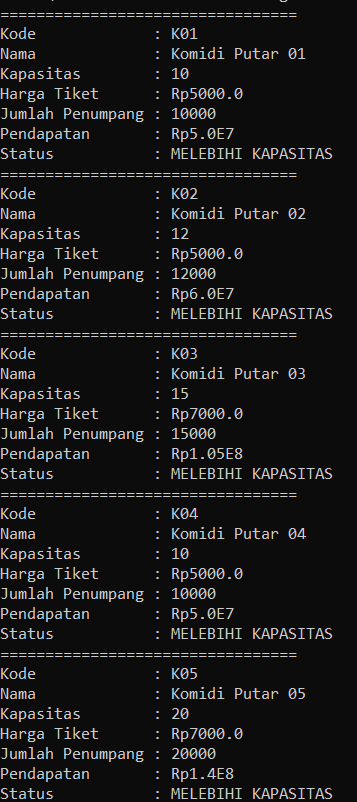 =================================
Kode : K01
Nama : Komidi Putar 01
Kapasitas : 10
Harga Tiket : Rp5000.0
Jumlah Penumpang : 10000
Pendapatan : Rp5.0E7
Status : MELEBIHI KAPASITAS
=================================
Kode : K02
Nama : Komidi Putar 02
Kapasitas : 12
Harga Tiket : Rp5000.0
Jumlah Penumpang : 12000
Pendapatan : Rp6.0E7
Status : MELEBIHI KAPASITAS
=================================
Kode : K03
Nama : Komidi Putar 03
Kapasitas : 15
Harga Tiket : Rp7000.0
Jumlah Penumpang : 15000
Pendapatan : Rp1.05E8
Status : MELEBIHI KAPASITAS
=================================
Kode : K04
Nama : Komidi Putar 04
Kapasitas : 10
Harga Tiket : Rp5000.0
Jumlah Penumpang : 10000
Pendapatan : Rp5.0E7
Status : MELEBIHI KAPASITAS
=================================
Kode : K05
Nama : Komidi Putar 05
Kapasitas : 20
Harga Tiket : Rp7000.0
Jumlah Penumpang : 20000
Pendapatan : Rp1.4E8
Status : MELEBIHI KAPASITAS